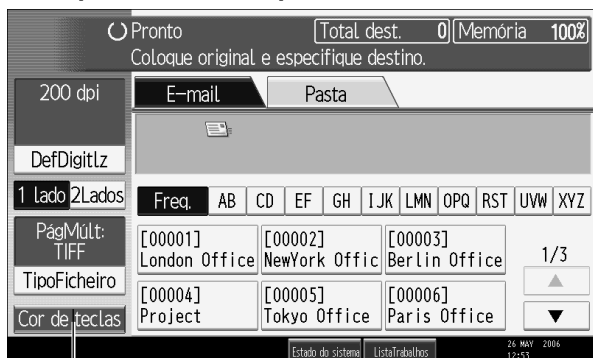 Pronto Total dest. 0 Memória 100%
Coloque original e especifique destino.
200 dpi
DefDigitlz
1 lado 2Lados
PágMúlt:
TIFF
TipoFicheiro
Cor de teclas
E-mail Pasta
Freq. AB CD EF GH IJK LMN OPQ RST UVW XYZ
[00001] [00002] [00003]
London Office NewYork Offic Berlin Office
1/3
[00004] [00005] [00006]
Project Tokyo Office Paris Office
Estado do sistema ListaTrabalhos 26 MAY 2006
12:53